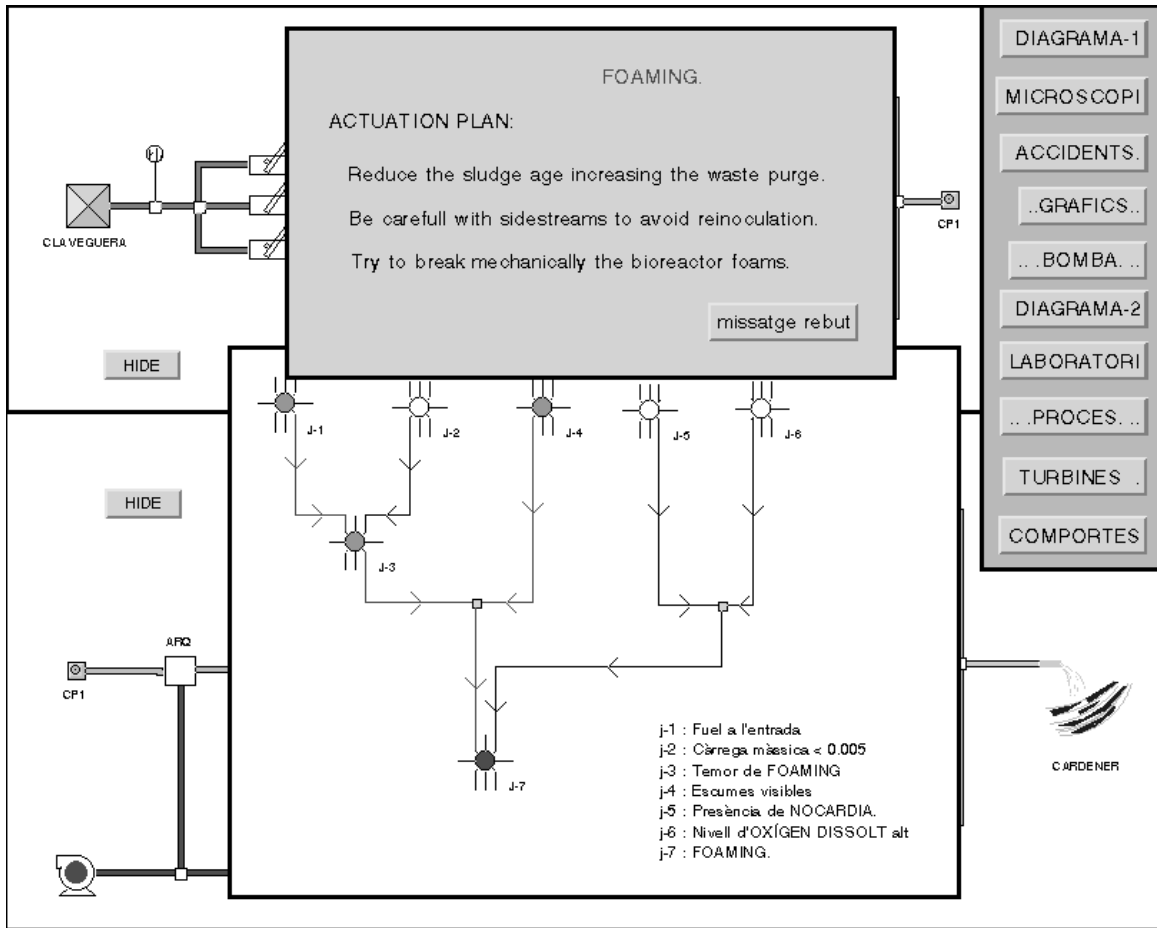 FOAMING.
ACTUATION PLAN:
Reduce the sludge age increasing the waste purge.
Be carefull with sidestreams to avoid reinoculation.
Try to break mechanically the bioreactor foams.
missatge rebut
DIAGRAMA-1
MICROSCOPI
ACCIDENTS.
..GRAFICS..
.. .BOMBA. ..
DIAGRAMA-2
LABORATORI
.. .PROCES. ..
TURBINES .
COMPORTES
CLAVEGUERA
CP1
HIDE
HIDE
J-1
J-2
J-4
J-5
J-6
J-3
J-7
ARQ
CP1
CARDENER
j-1 : Fuel a l'entrada
j-2 : Càrrega màssica < 0.005
j-3 : Temor de FOAMING
j-4 : Escumes visibles
j-5 : Presència de NOCARDIA.
j-6 : Nivell d'OXÍGEN DISSOLT alt
j-7 : FOAMING.